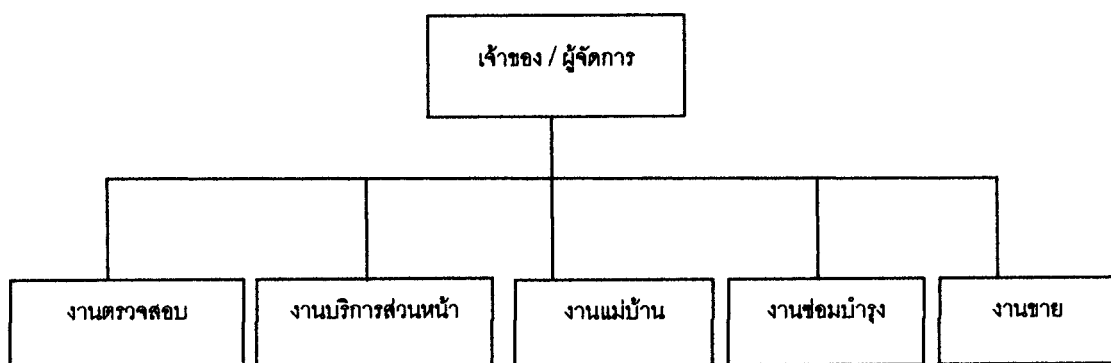 เจ้าของ / ผู้จัดการ
งานตรวจสอบ
งานบริการส่วนหน้า
งานแม่บ้าน
งานซ่อมบำรุง
งานขาย